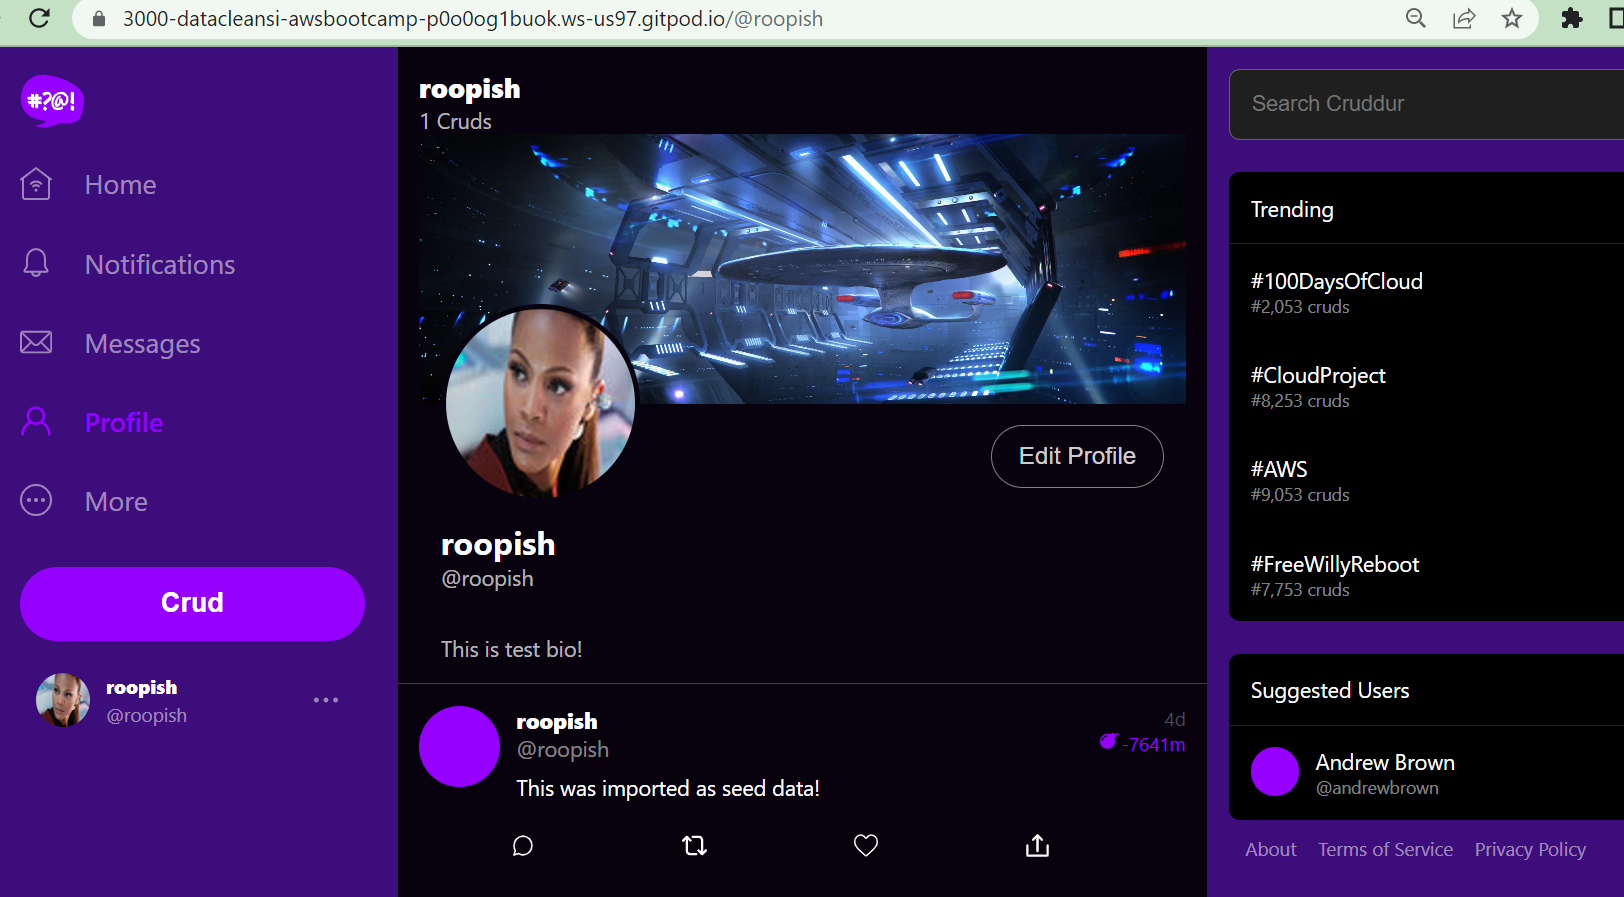 3000-datacleansi-awsbootcamp-p0o0og1buok.ws-us97.gitpod.io/@roopish
#?@!
Home
Notifications
Messages
Profile
More
Crud
roopish
@roopish
roopish
1 Cruds
Edit Profile
roopish
@roopish
This is test bio!
roopish
@roopish
4d
-7641m
This was imported as seed data!
Search Cruddur
Trending
#100DaysOfCloud
#2,053 cruds
#CloudProject
#8,253 cruds
#AWS
#9,053 cruds
#FreeWillyReboot
#7,753 cruds
Suggested Users
Andrew Brown
@andrewbrown
About Terms of Service Privacy Policy